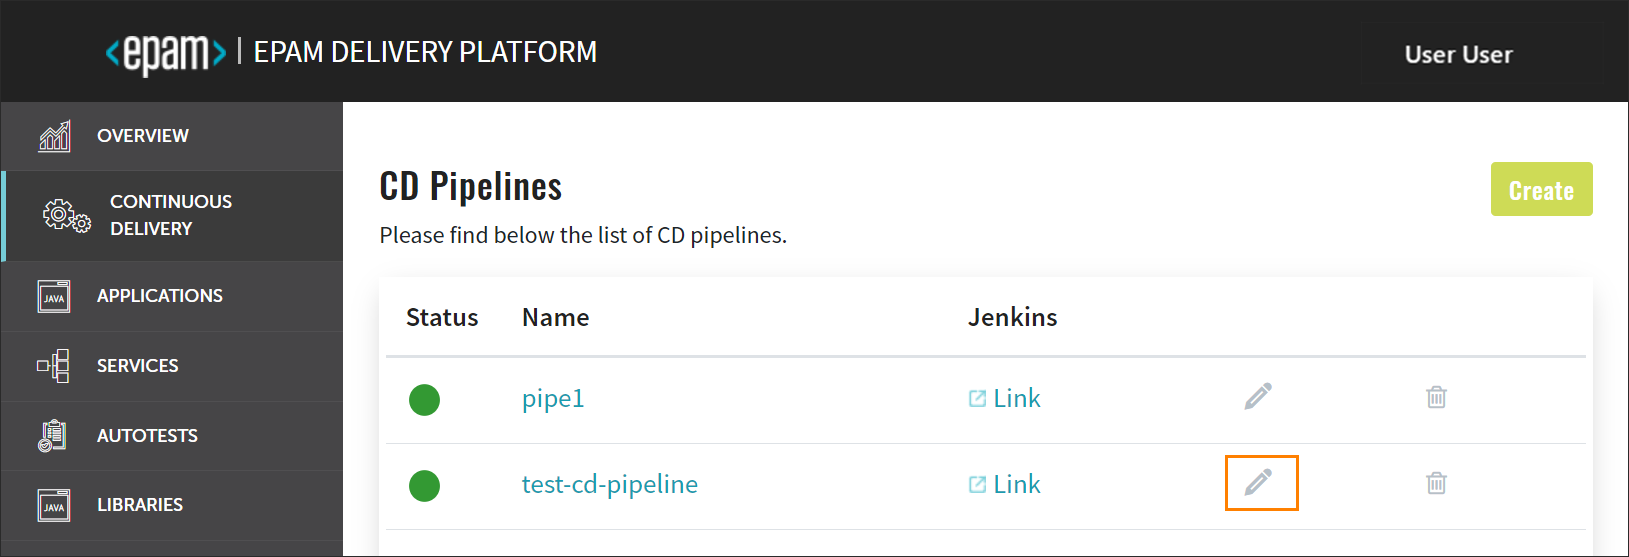 <epam> | EPAM DELIVERY PLATFORM
User User
OVERVIEW
CONTINUOUS
DELIVERY
APPLICATIONS
SERVICES
AUTOTESTS
LIBRARIES
JAVA
JAVA
CD Pipelines
Create
Please find below the list of CD pipelines.
Status Name Jenkins
pipe1 Link
test-cd-pipeline Link